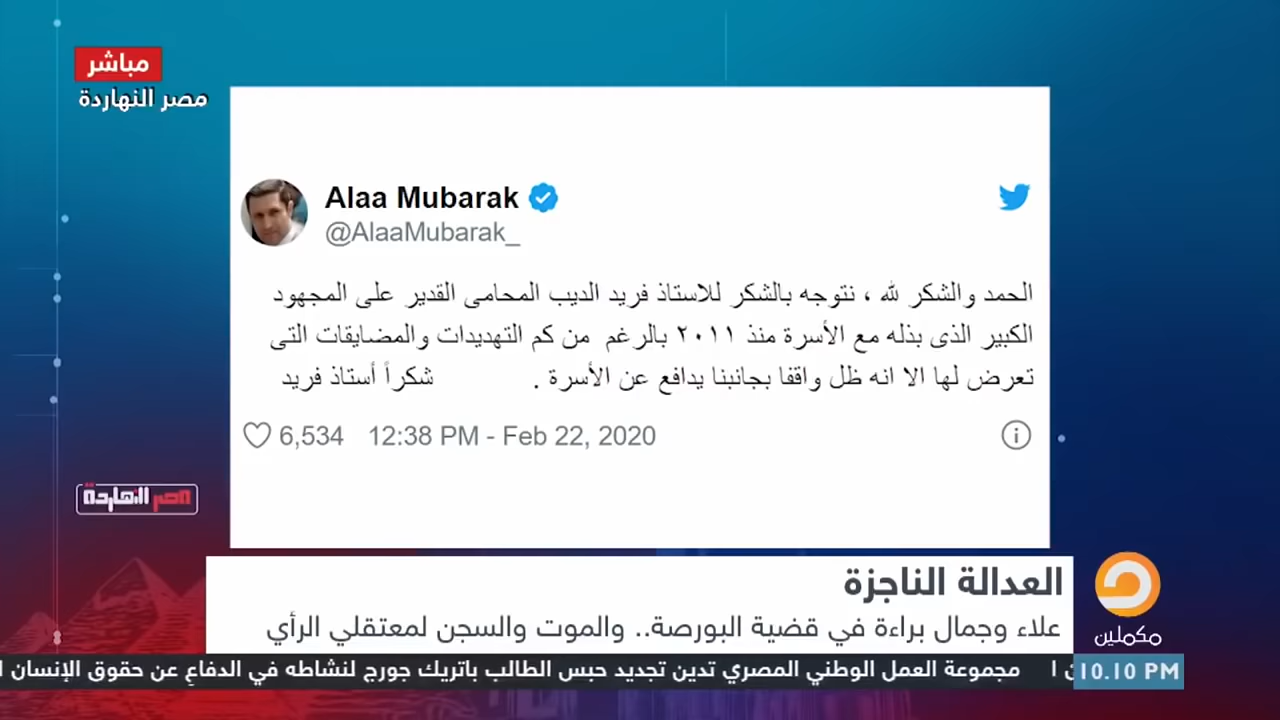 مباشر
مصر النهاردة
Alaa Mubarak
@AlaaMubarak_
الحمد والشكر لله ، نتوجه بالشكر للاستاذ فريد الديب المحامى القدير على المجهود
الكبير الذى بذله مع الأسرة منذ ٢٠١١ بالرغم من كم التهديدات والمضايقات التى
تعرض لها الا انه ظل واقفا بجانبنا يدافع عن الأسرة . شكراً أستاذ فريد
6,534 12:38 PM - Feb 22, 2020
مصر النهاردة
العدالة الناجزة
علاء وجمال براءة في قضية البورصة.. والموت والسجن لمعتقلي الرأي
مكملين
مجموعة العمل الوطني المصري تدين تجديد حبس الطالب باتريك جورج لنشاطه في الدفاع عن حقوق الإنسان
10.10 PM